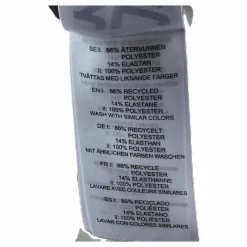 SE: I: 86% ÅTERVUNNEN
POLYESTER
14% ELASTAN
II: 100% POLYESTER
TVÄTTAS MED LIKNANDE FÄRGER
EN: I: 86% RECYCLED
POLYESTER
14% ELASTANE
II: 100% POLYESTER
WASH WITH SIMILAR COLORS
DE: I: 86% RECYCELT
POLYESTER
14% ELASTHAN
II: 100% POLYESTER
MIT ÄHNLICHEN FARBEN WASCHEN
FR: I: 86% RECYCLÉ
POLYESTER
14% ELASTHANNE
II: 100% POLYESTER
LAVARE AVEC COULEURS SIMILAIRES
ES: I: 86% RECICLADO
POLIÉSTER
14% ELASTANO
II: 100% POLIÉSTER
LAVAR CON COLORES SIMILARES